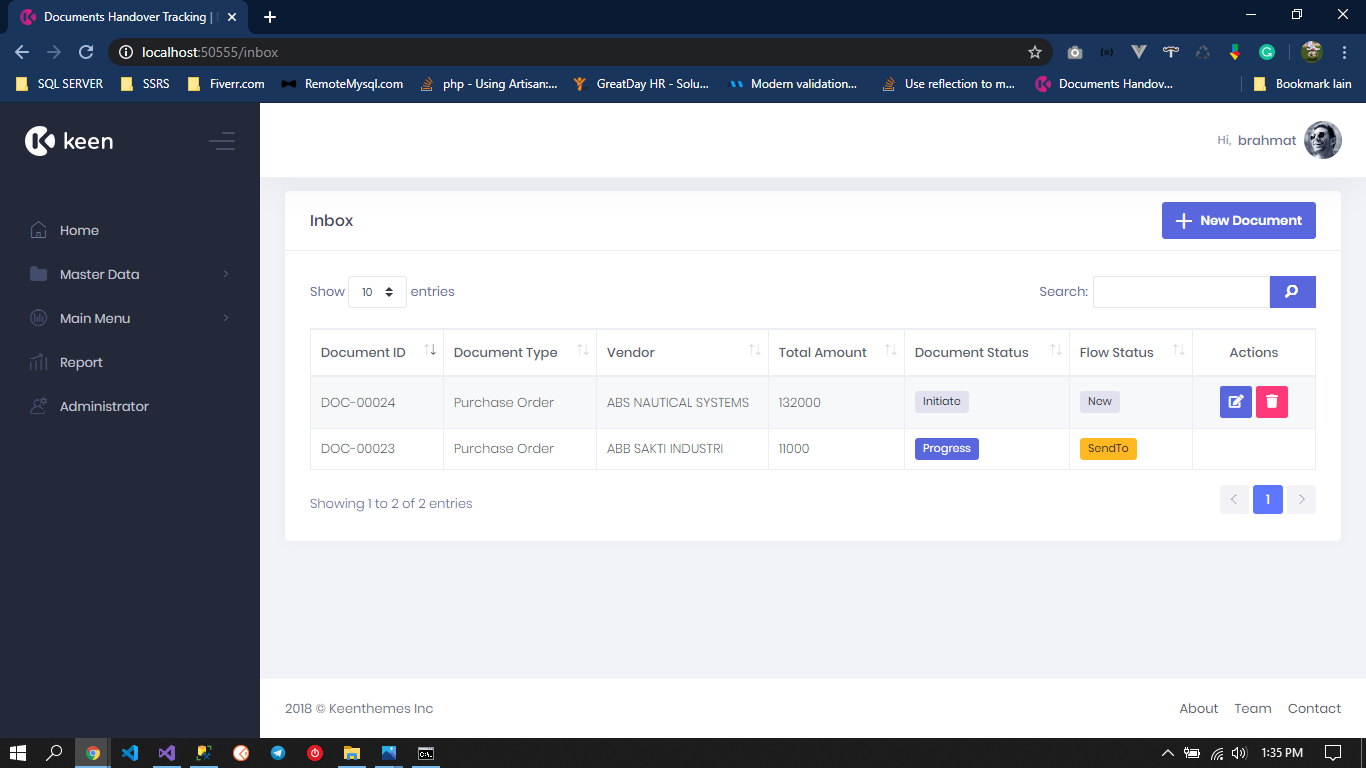 Documents Handover Tracking |
localhost:50555/inbox
SQL SERVER SSRS Fiverr.com RemoteMysql.com php - Using Artisan:... GreatDay HR - Solu... Modern validation... Use reflection to m... Documents Handov... Bookmark lain
keen
Hi, brahmat
Home
Master Data
Main Menu
Report
Administrator
Inbox
New Document
Show 10 entries
Search:
Document ID Document Type Vendor Total Amount Document Status Flow Status Actions
DOC-00024 Purchase Order ABS NAUTICAL SYSTEMS 132000 Initiate New
DOC-00023 Purchase Order ABB SAKTI INDUSTRI 11000 Progress SendTo
Showing 1 to 2 of 2 entries
1
2018 © Keenthemes Inc
About Team Contact
1:35 PM